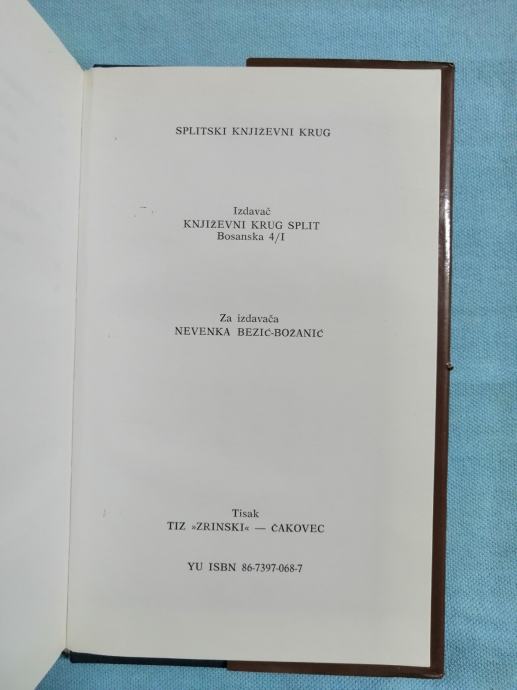 SPLITSKI KNJIŽEVNI KRUG
Izdavač
KNJIŽEVNI KRUG SPLIT
Bosanska 4/I
Za izdavača
NEVENKA BEZIĆ-BOŽANIĆ
Tisak
TIZ »ZRINSKI« — ČAKOVEC
YU ISBN 86-7397-068-7